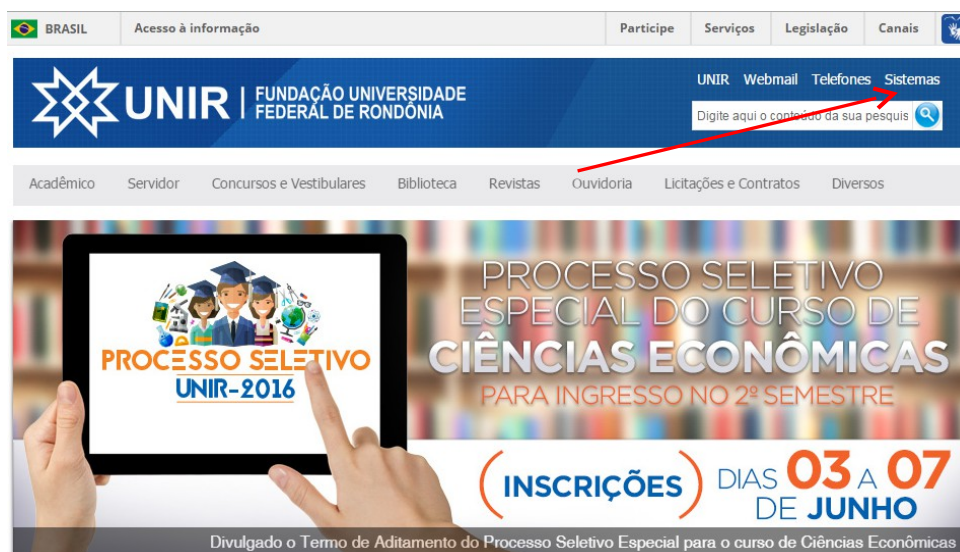 BRASIL Acesso à informação Participe Serviços Legislação Canais
UNIR Webmail Telefones Sistemas
UNIR | FUNDAÇÃO UNIVERSIDADE
FEDERAL DE RONDÔNIA
Digite aqui o conteúdo da sua pesquis
Acadêmico Servidor Concursos e Vestibulares Biblioteca Revistas Ouvidoria Licitações e Contratos Diversos
PROCESSO SELETIVO
UNIR-2016
PROCESSO SELETIVO
ESPECIAL DO CURSO DE
CIÊNCIAS ECONÔMICAS
PARA INGRESSO NO 2º SEMESTRE
(INSCRIÇÕES) DIAS 03 A 07
DE JUNHO
Divulgado o Termo de Aditamento do Processo Seletivo Especial para o curso de Ciências Econômicas